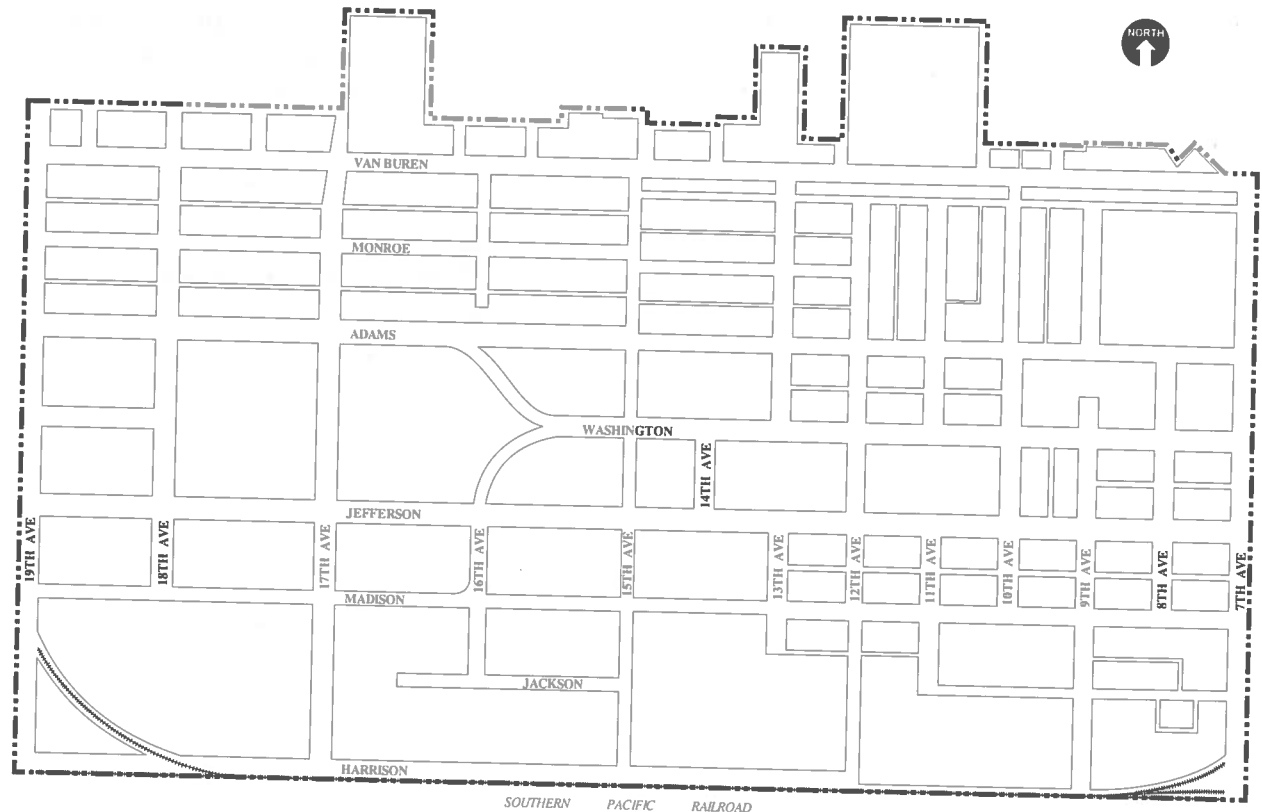 NORTH
VAN BUREN
MONROE
ADAMS
WASHINGTON
14TH AVE
JEFFERSON
19TH AVE
18TH AVE
17TH AVE
16TH AVE
15TH AVE
13TH AVE
12TH AVE
11TH AVE
10TH AVE
9TH AVE
8TH AVE
7TH AVE
MADISON
JACKSON
HARRISON
SOUTHERN PACIFIC RAILROAD